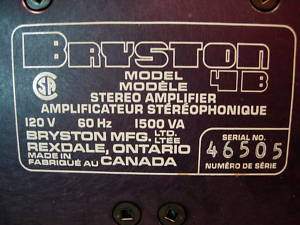 BRYSTON
MODEL
MODÈLE 4B
STEREO AMPLIFIER
AMPLIFICATEUR STÉRÉOPHONIQUE
120 V 60 Hz 1500 VA
BRYSTON MFG. LTD. LTÉE
REXDALE, ONTARIO
MADE IN
FABRIQUÉ AU CANADA
SERIAL NO.
46505
NUMÉRO DE SÉRIE
SA